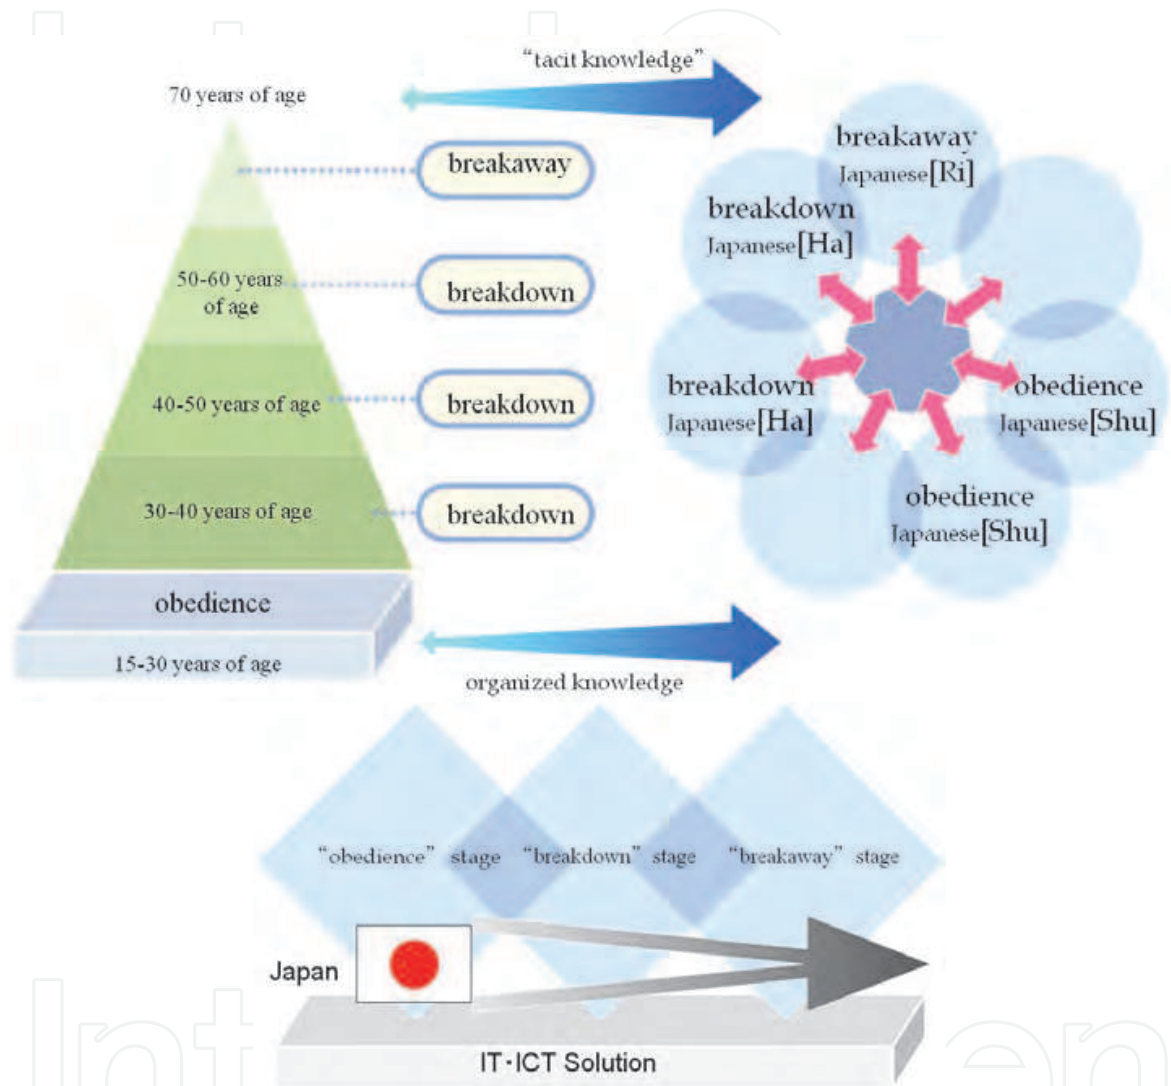 “tacit knowledge”
70 years of age
breakaway
50-60 years
of age
breakdown
40-50 years of age
breakdown
30-40 years of age
breakdown
obedience
15-30 years of age
breakaway
Japanese[Ri]
breakdown
Japanese[Ha]
breakdown
Japanese[Ha]
obedience
Japanese[Shu]
obedience
Japanese[Shu]
organized knowledge
“obedience” stage “breakdown” stage “breakaway” stage
Japan
IT・ICT Solution